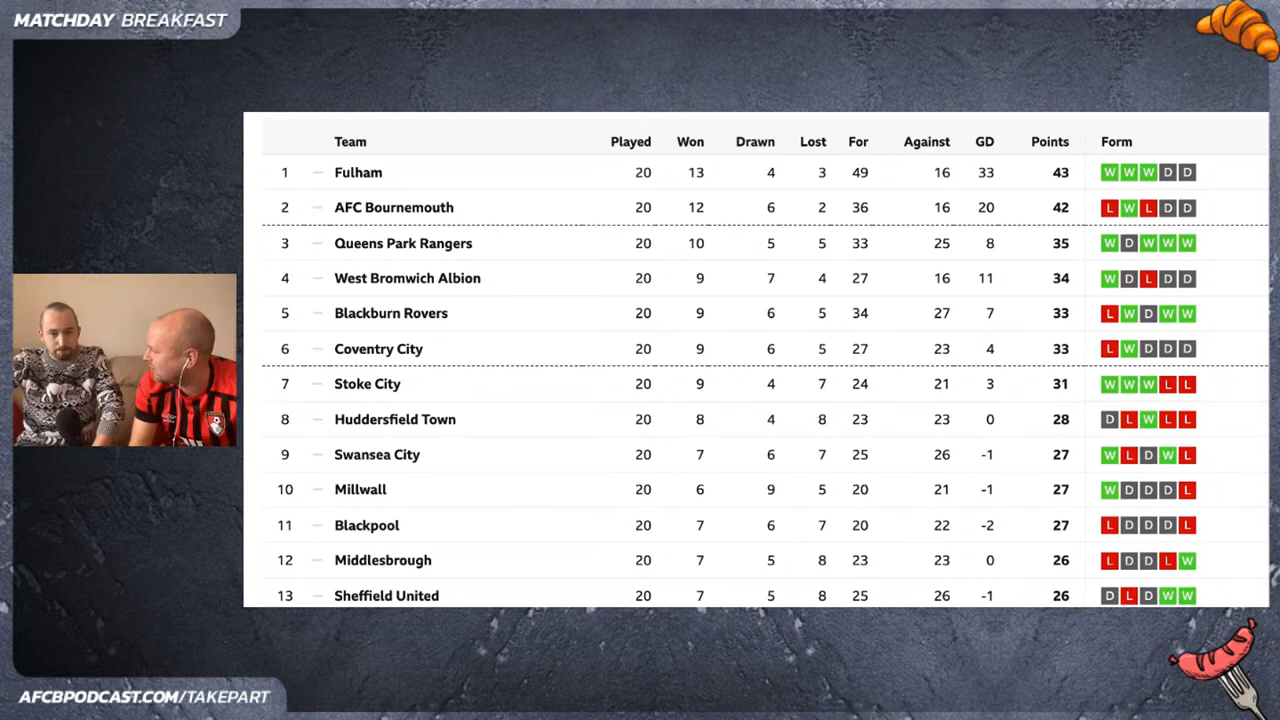 MATCHDAY BREAKFAST
Team Played Won Drawn Lost For Against GD Points Form
1 Fulham 20 13 4 3 49 16 33 43 W W W D D
2 AFC Bournemouth 20 12 6 2 36 16 20 42 L W L D D
3 Queens Park Rangers 20 10 5 5 33 25 8 35 W D W W W
4 West Bromwich Albion 20 9 7 4 27 16 11 34 W D L D D
5 Blackburn Rovers 20 9 6 5 34 27 7 33 L W D W W
6 Coventry City 20 9 6 5 27 23 4 33 L W D D D
7 Stoke City 20 9 4 7 24 21 3 31 W W W L L
8 Huddersfield Town 20 8 4 8 23 23 0 28 D L W L L
9 Swansea City 20 7 6 7 25 26 -1 27 W L D W L
10 Millwall 20 6 9 5 20 21 -1 27 W D D D L
11 Blackpool 20 7 6 7 20 22 -2 27 L D D D L
12 Middlesbrough 20 7 5 8 23 23 0 26 L D D L W
13 Sheffield United 20 7 5 8 25 26 -1 26 D L D W W
AFCBPODCAST.COM/TAKEPART